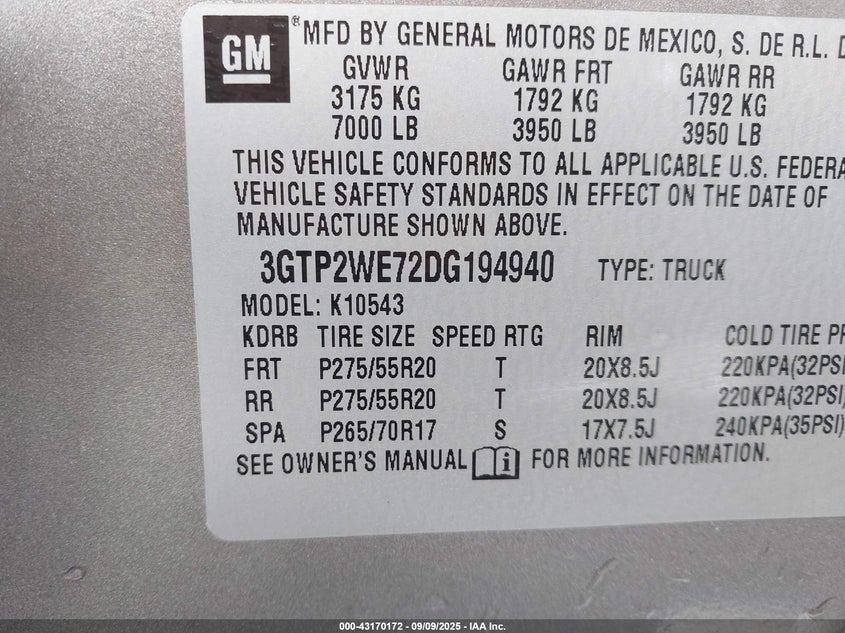 GM
®
MFD BY GENERAL MOTORS DE MEXICO, S. DE R.L. D
GVWR GAWR FRT GAWR RR
3175 KG 1792 KG 1792 KG
7000 LB 3950 LB 3950 LB
THIS VEHICLE CONFORMS TO ALL APPLICABLE U.S. FEDERA
VEHICLE SAFETY STANDARDS IN EFFECT ON THE DATE OF
MANUFACTURE SHOWN ABOVE.
3GTP2WE72DG194940 TYPE: TRUCK
MODEL: K10543
KDRB TIRE SIZE SPEED RTG RIM COLD TIRE PR
FRT P275/55R20 T 20X8.5J 220KPA(32PSI
RR P275/55R20 T 20X8.5J 220KPA(32PSI)
SPA P265/70R17 S 17X7.5J 240KPA(35PSI)
SEE OWNER'S MANUAL i FOR MORE INFORMATION.
000-43170172 - 09/09/2025 - IAA Inc.